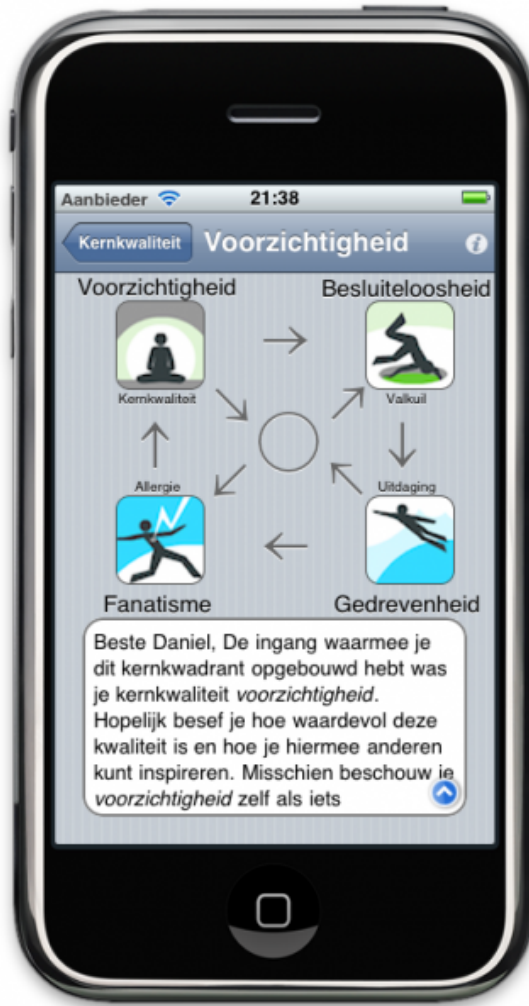 Aanbieder 21:38
Kernkwaliteit Voorzichtigheid i
Voorzichtigheid Besluiteloosheid
Kernkwaliteit Valkuil
Allergie Uitdaging
Fanatisme Gedrevenheid
Beste Daniel, De ingang waarmee je
dit kernkwadrant opgebouwd hebt was
je kernkwaliteit voorzichtigheid.
Hopelijk besef je hoe waardevol deze
kwaliteit is en hoe je hiermee anderen
kunt inspireren. Misschien beschouw je
voorzichtigheid zelf als iets